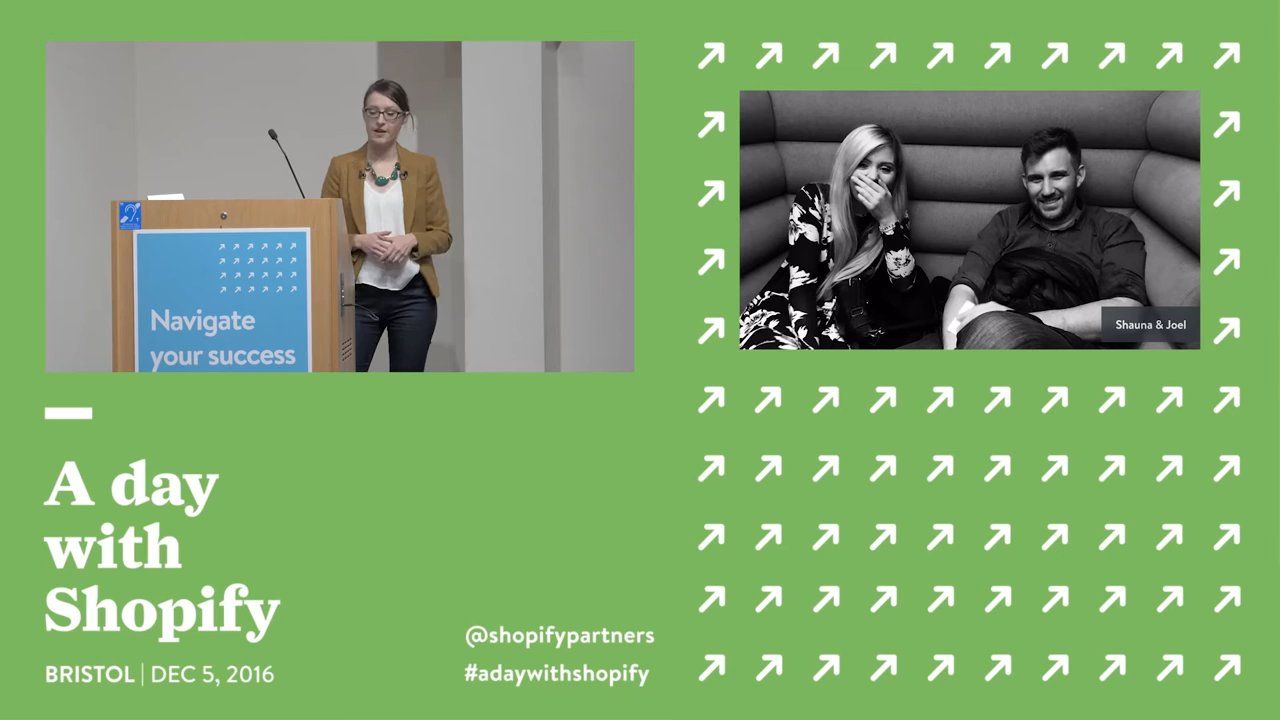 Navigate
your success
Shauna & Joel
A day
with
Shopify
BRISTOL | DEC 5, 2016
@shopifypartners
#adaywithshopify